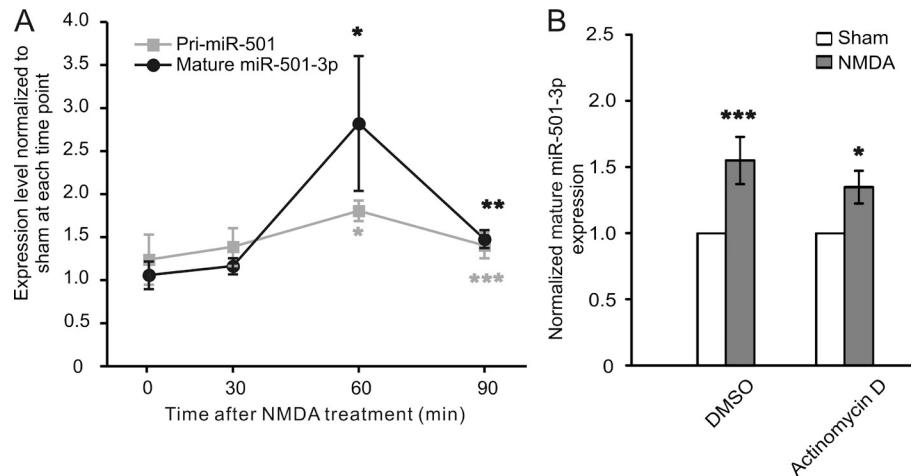 A
Expression level normalized to
sham at each time point
4.0
3.5
3.0
2.5
2.0
1.5
1.0
0.5
0
Pri-miR-501
Mature miR-501-3p
*
**
*
***
0 30 60 90
Time after NMDA treatment (min)
B
Normalized mature miR-501-3p
expression
2.5
2.0
1.5
1.0
0.5
0
Sham
NMDA
***
*
DMSO
Actinomycin D